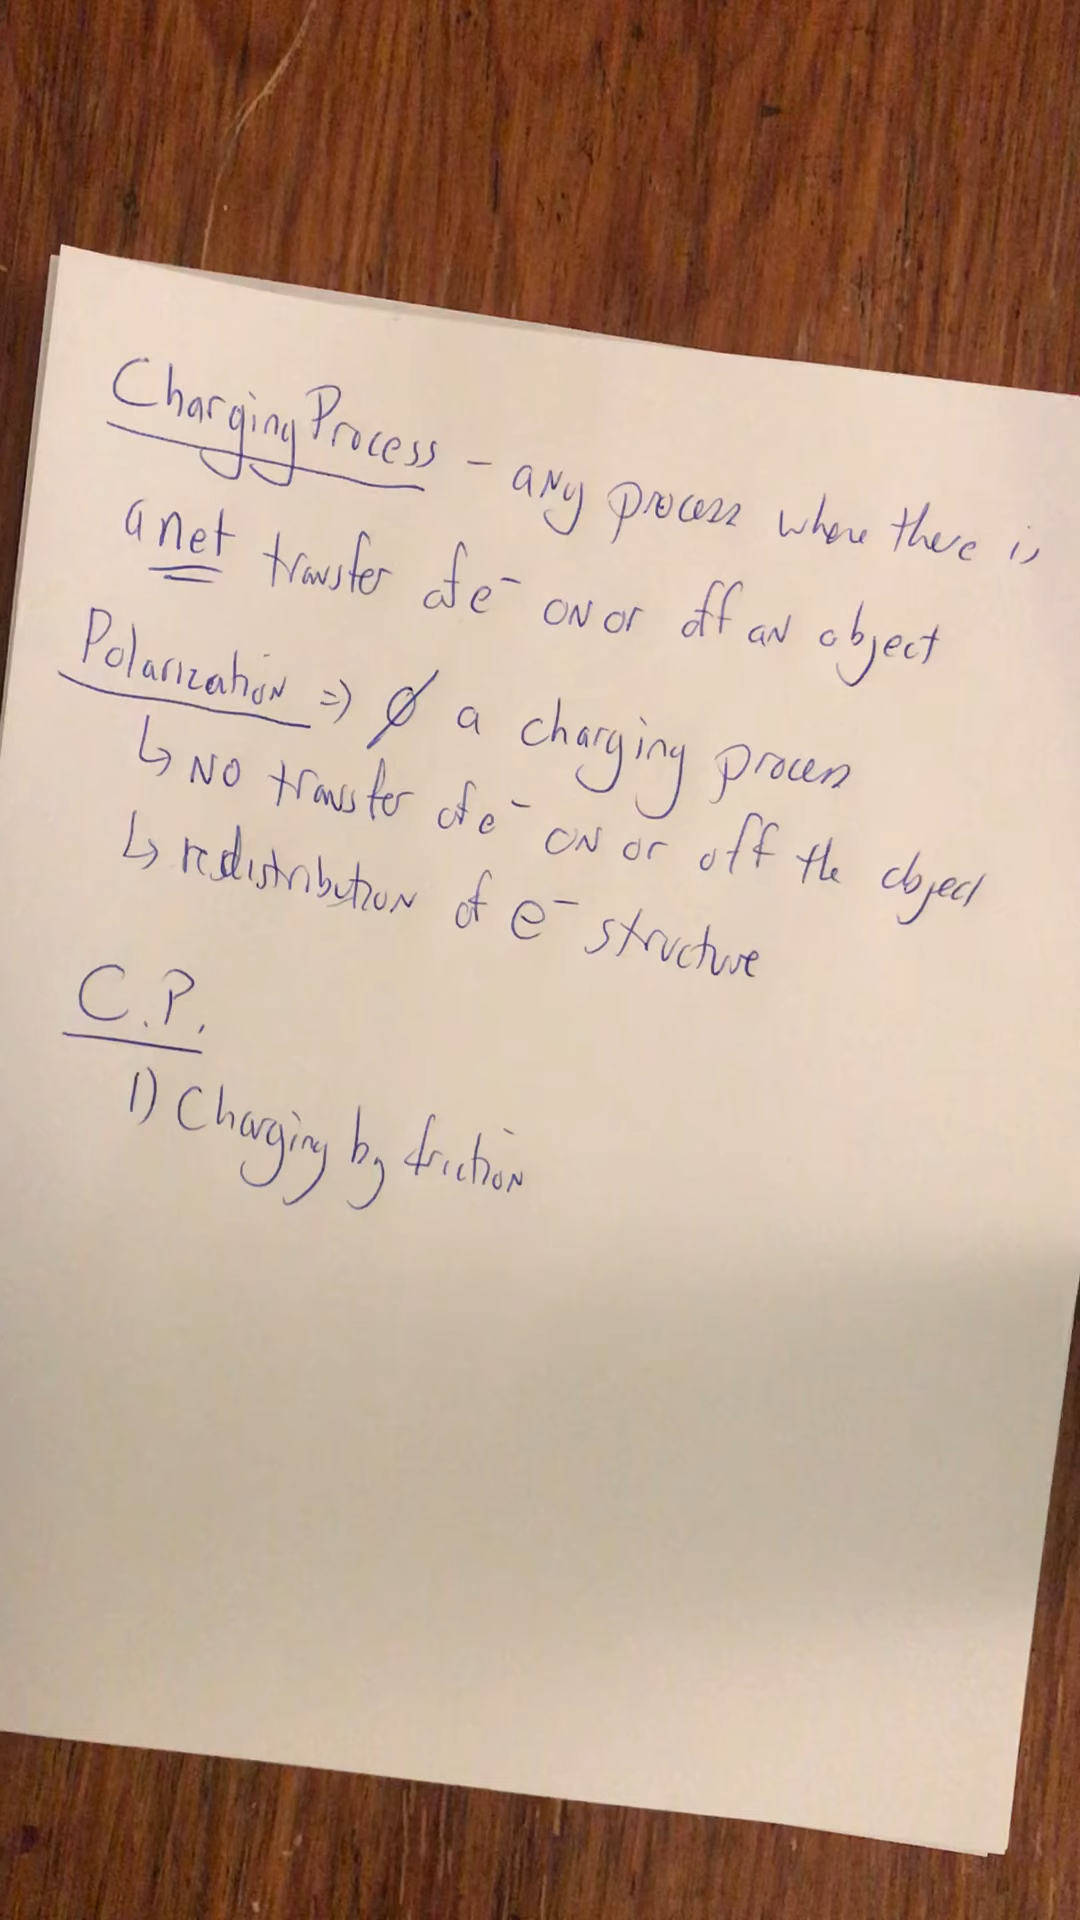 Charging Process - any process where there is
a net transfer of e⁻ on or off an object
Polarization => ∅ a charging process
↳ NO transfer of e⁻ on or off the object
↳ redistribution of e⁻ structure
C.P.
1) Charging by friction